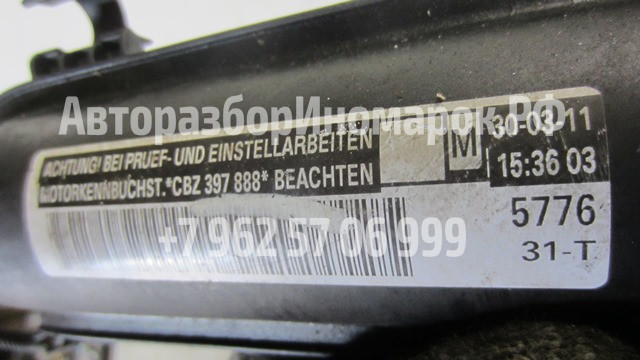 АвторазборИномарок.РФ
ACHTUNG! BEI PRUEF- UND EINSTELLARBEITEN
MOTORKENNBUCHST.*CBZ 397 888* BEACHTEN
M
30-03-11
15:36 03
5776
31-T
+7 962 57 06 999